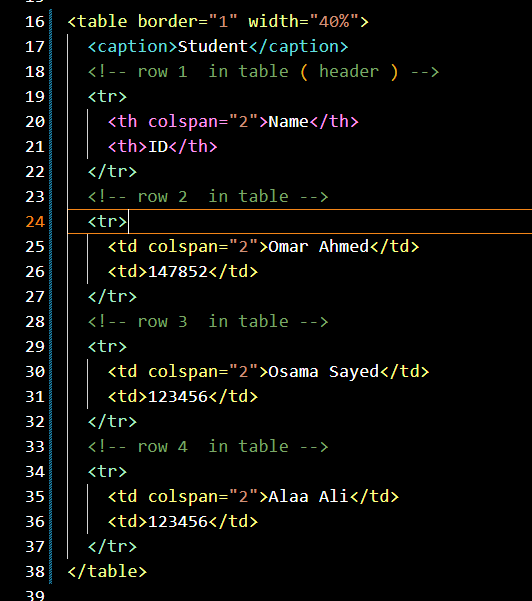 16 <table border="1" width="40%">
17 <caption>Student</caption>
18 <!-- row 1  in table ( header ) -->
19 <tr>
20 <th colspan="2">Name</th>
21 <th>ID</th>
22 </tr>
23 <!-- row 2  in table -->
24 <tr>
25 <td colspan="2">Omar Ahmed</td>
26 <td>147852</td>
27 </tr>
28 <!-- row 3  in table -->
29 <tr>
30 <td colspan="2">Osama Sayed</td>
31 <td>123456</td>
32 </tr>
33 <!-- row 4  in table -->
34 <tr>
35 <td colspan="2">Alaa Ali</td>
36 <td>123456</td>
37 </tr>
38 </table>
39